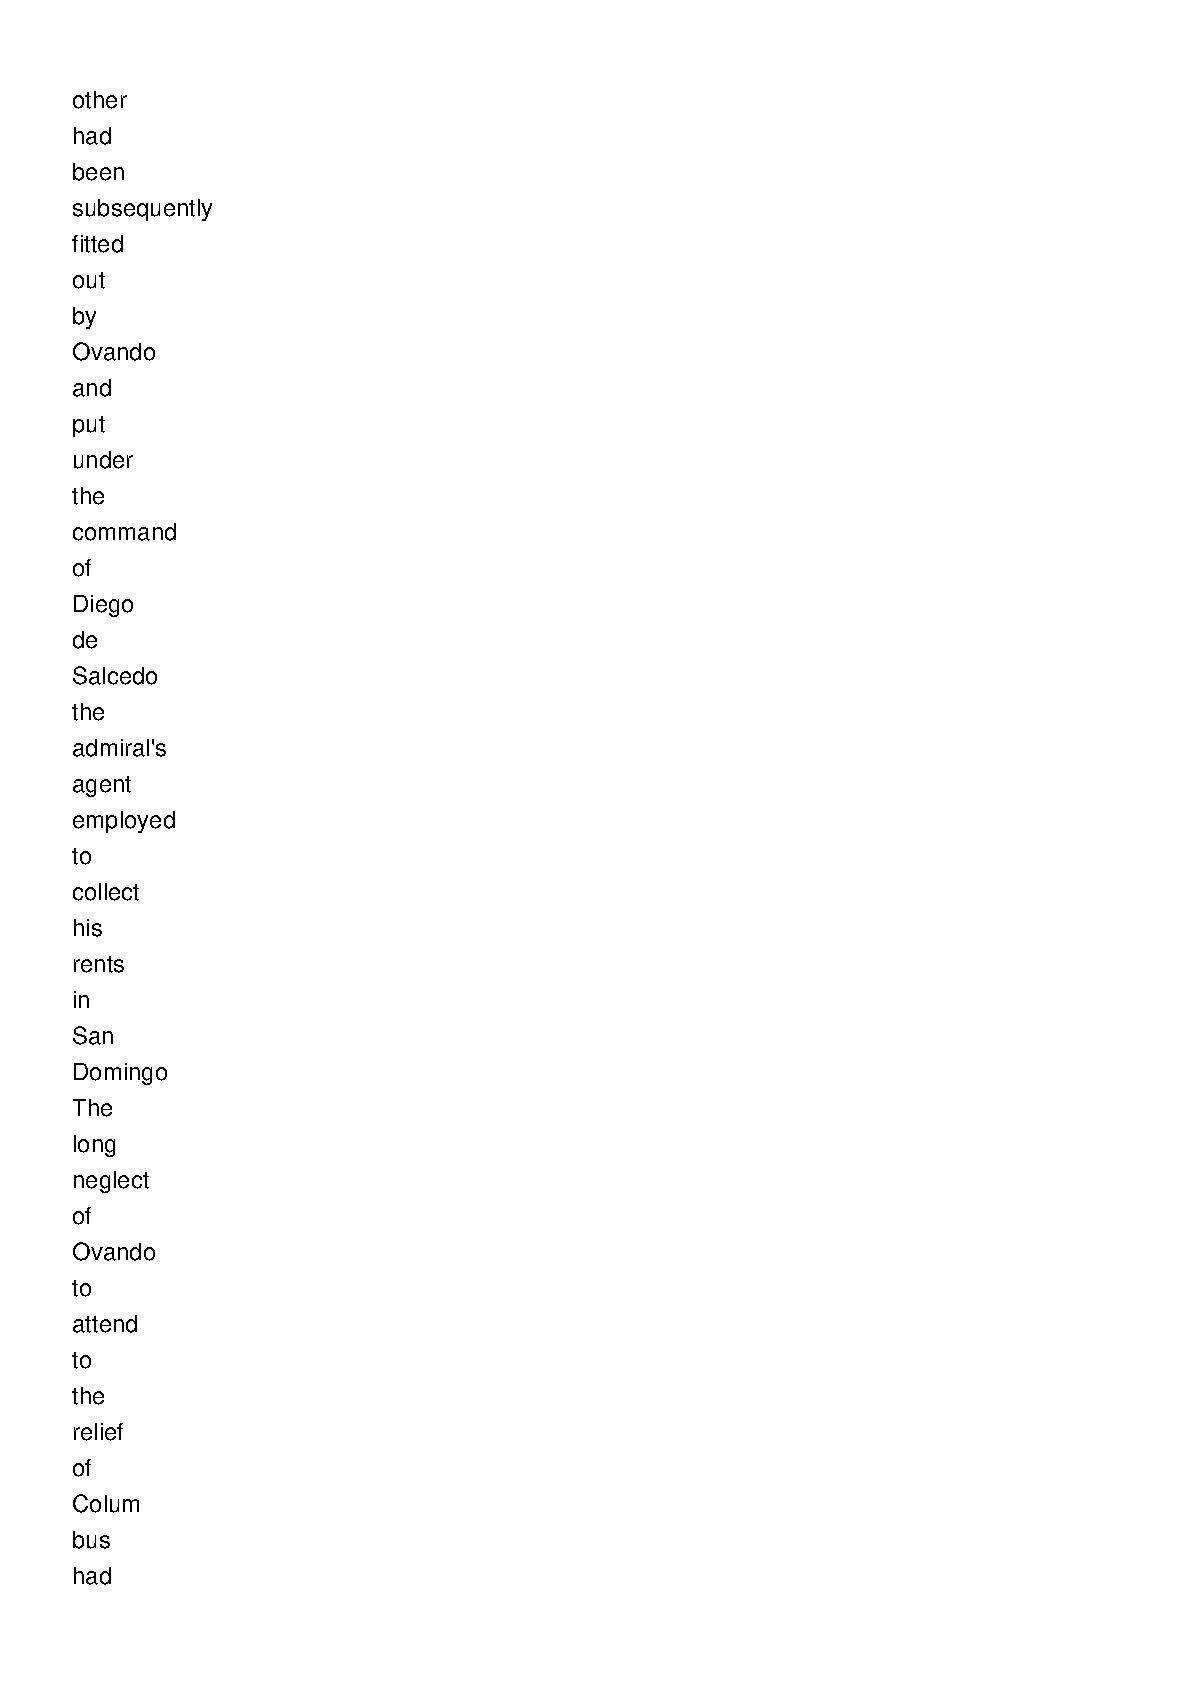 other
had
been
subsequently
fitted
out
by
Ovando
and
put
under
the
command
of
Diego
de
Salcedo
the
admiral's
agent
employed
to
collect
his
rents
in
San
Domingo
The
long
neglect
of
Ovando
to
attend
to
the
relief
of
Colum
bus
had